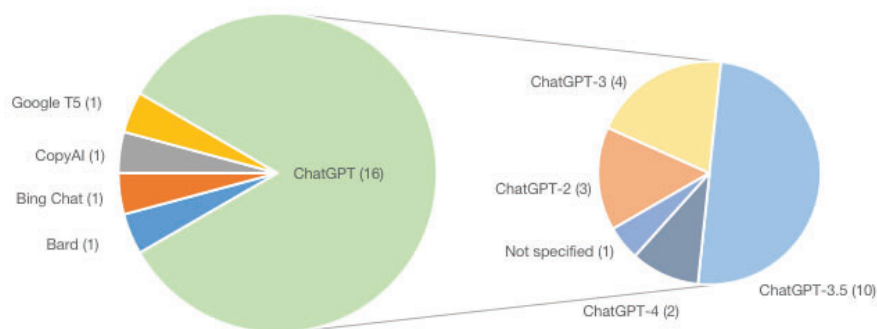 Google T5 (1)
CopyAI (1)
Bing Chat (1)
Bard (1)
ChatGPT (16)
ChatGPT-3 (4)
ChatGPT-2 (3)
Not specified (1)
ChatGPT-4 (2)
ChatGPT-3.5 (10)